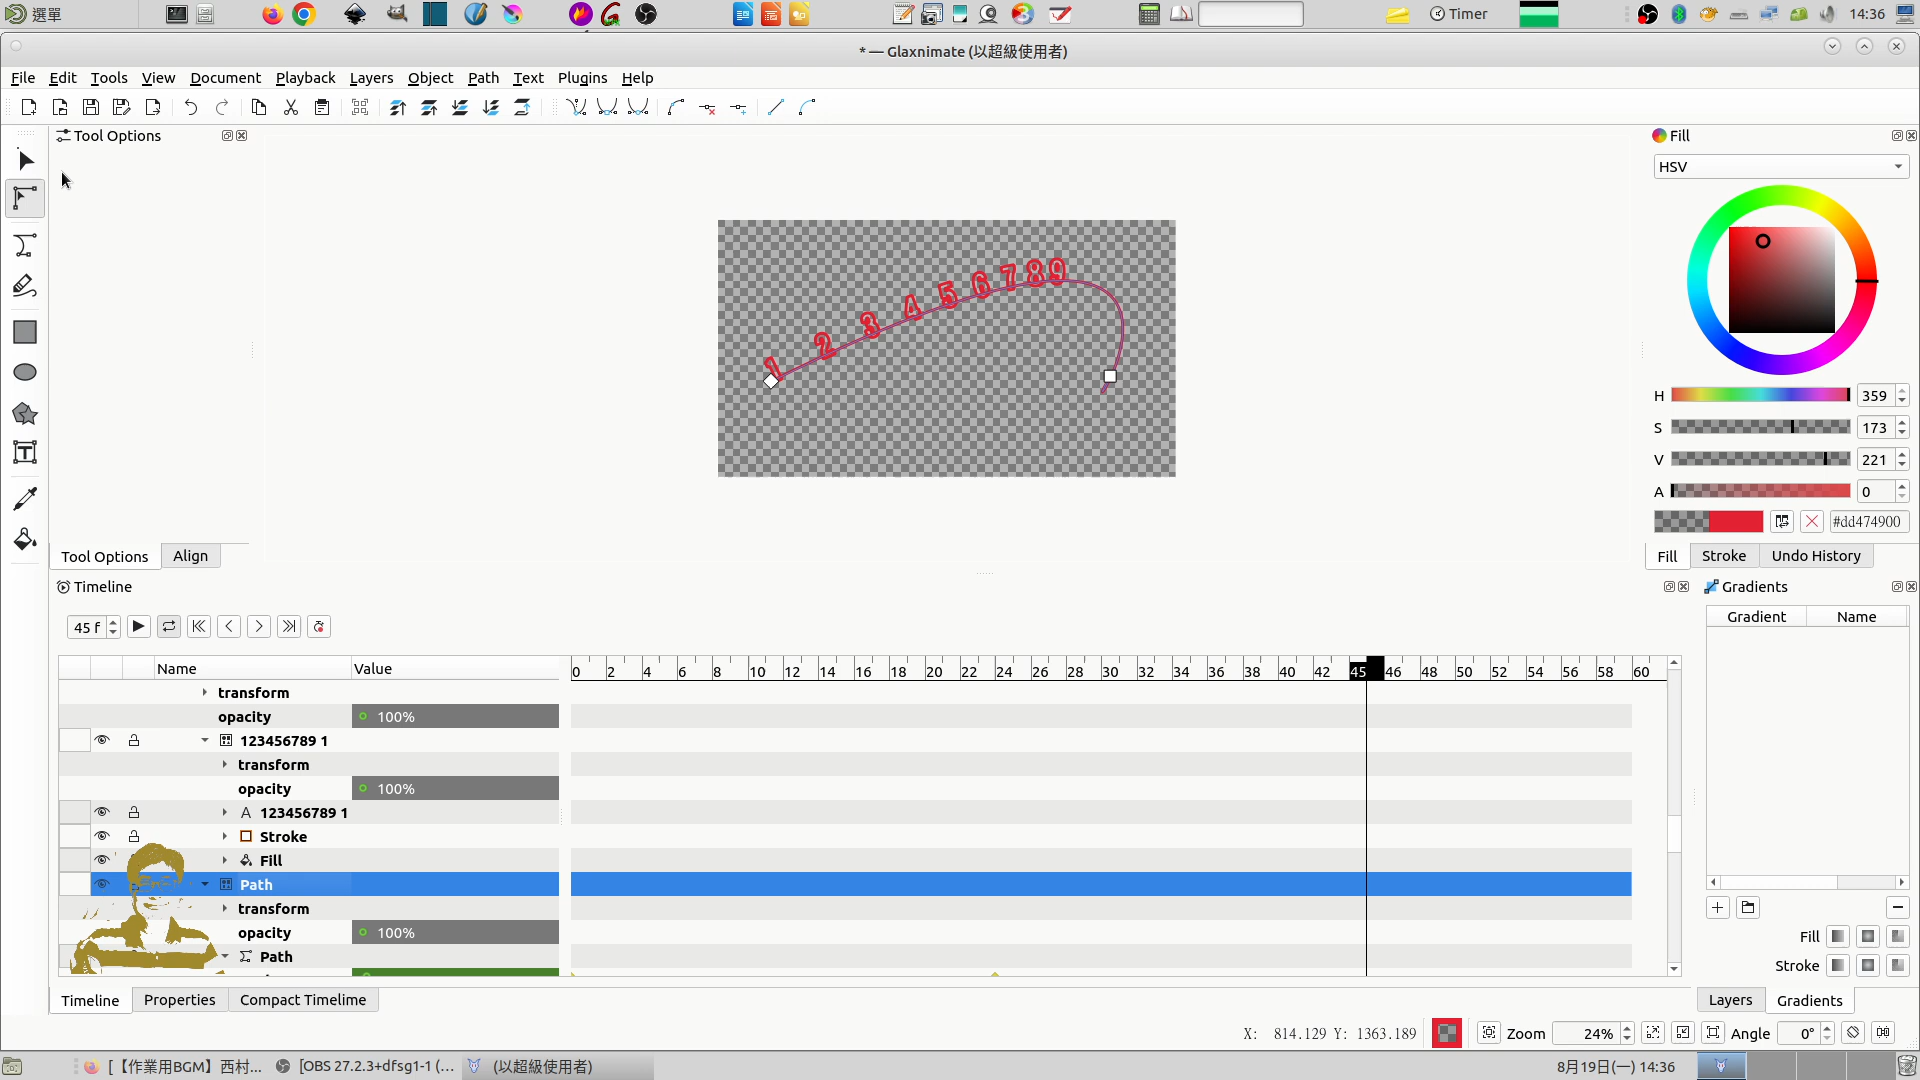 選單
Timer
14:36
* — Glaxnimate (以超級使用者)
File Edit Tools View Document Playback Layers Object Path Text Plugins Help
Tool Options
Fill
HSV
1 2 3 4 5 6 7 8 9
H 359
S 173
V 221
A 0
#dd474900
Tool Options Align
Fill Stroke Undo History
Timeline
Gradients
45 f
Gradient Name
Name Value
0 2 4 6 8 10 12 14 16 18 20 22 24 26 28 30 32 34 36 38 40 42 45 46 48 50 52 54 56 58 60
transform
opacity 100%
123456789 1
transform
opacity 100%
A 123456789 1
Stroke
Fill
Path
transform
opacity 100%
Path
Fill
Stroke
Timeline Properties Compact Timeline
Layers Gradients
X: 814.129 Y: 1363.189
Zoom 24%
Angle 0°
[【作業用BGM】西村...
[OBS 27.2.3+dfsg1-1 (...
(以超級使用者)
8月19日(一) 14:36